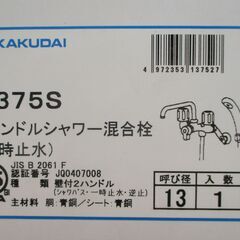 KAKUDAI
4 972353 137527
375S
ンドルシャワー混合栓
時止水)
JIS B 2061 F
認証番号 JQ0407008
種類 壁付2ハンドル
(シャワバス・一時止水・逆止)
主材料 胴:青銅/シート:青銅
呼び径 入数
13 1